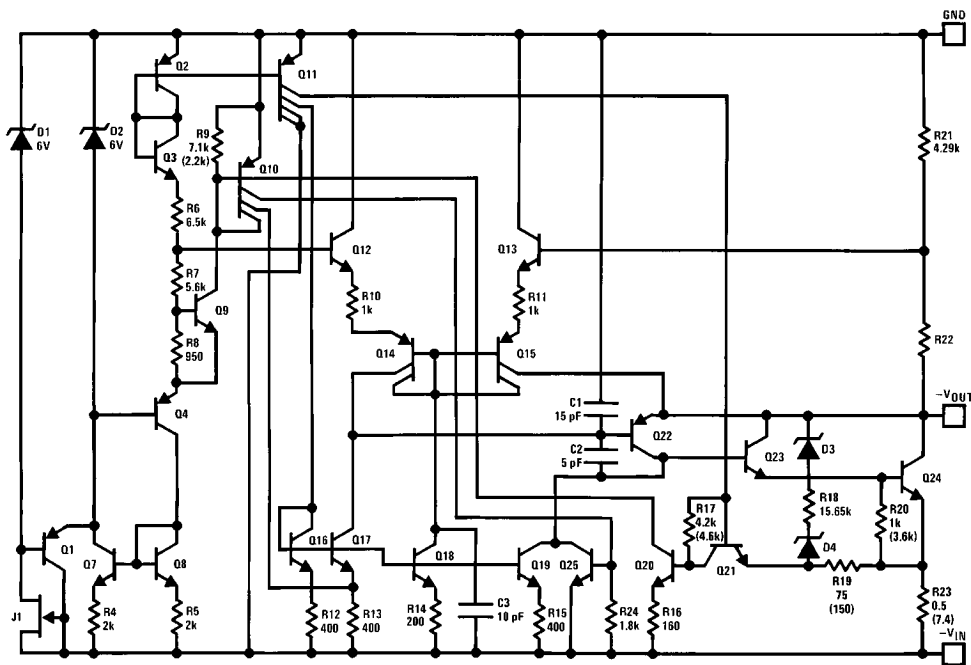 GND
Q2
Q11
D1
6V
D2
6V
R9
7.1k
(2.2k)
R21
4.29k
Q3
Q10
R6
6.5k
Q12
Q13
R7
5.6k
R10
1k
R11
1k
Q9
R8
950
R22
Q14
Q15
C1
15 pF
-VOUT
Q4
Q22
C2
5 pF
Q23
D3
Q24
R17
4.2k
(4.6k)
R18
15.65k
R20
1k
(3.6k)
Q1
Q7
Q8
Q16
Q17
Q18
Q19
Q25
Q20
Q21
D4
R19
75
(150)
J1
R4
2k
R5
2k
R12
400
R13
400
R14
200
C3
10 pF
R15
400
R24
1.8k
R16
160
R23
0.5
(7.4)
-VIN